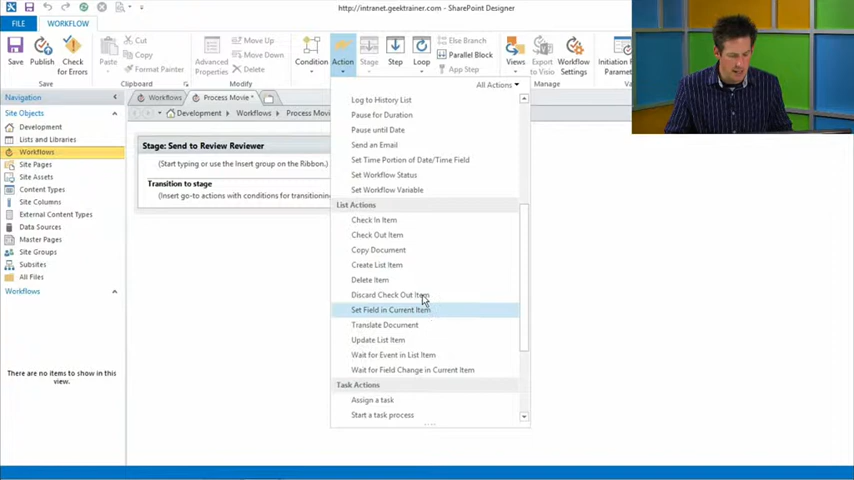 http://intranet.geektrainer.com/ - SharePoint Designer
FILE
WORKFLOW
Save
Publish
Check for Errors
Save
Cut
Copy
Format Painter
Clipboard
Advanced Properties
Move Up
Move Down
Delete
Modify
Condition
Action
Stage
Step
Loop
Else Branch
Parallel Block
App Step
Views
Export to Visio
Workflow Settings
Manage
Initiation F
Param
Navigation
Site Objects
Development
Lists and Libraries
Workflows
Site Pages
Site Assets
Content Types
Site Columns
External Content Types
Data Sources
Master Pages
Site Groups
Subsites
All Files
Workflows
There are no items to show in this
view.
Workflows
Process Movie *
Development
Workflows
Process Movi
Stage: Send to Review Reviewer
(Start typing or use the Insert group on the Ribbon.)
Transition to stage
(Insert go-to actions with conditions for transitioning
All Actions
Log to History List
Pause for Duration
Pause until Date
Send an Email
Set Time Portion of Date/Time Field
Set Workflow Status
Set Workflow Variable
List Actions
Check In Item
Check Out Item
Copy Document
Create List Item
Delete Item
Discard Check Out Item
Set Field in Current Item
Translate Document
Update List Item
Wait for Event in List Item
Wait for Field Change in Current Item
Task Actions
Assign a task
Start a task process